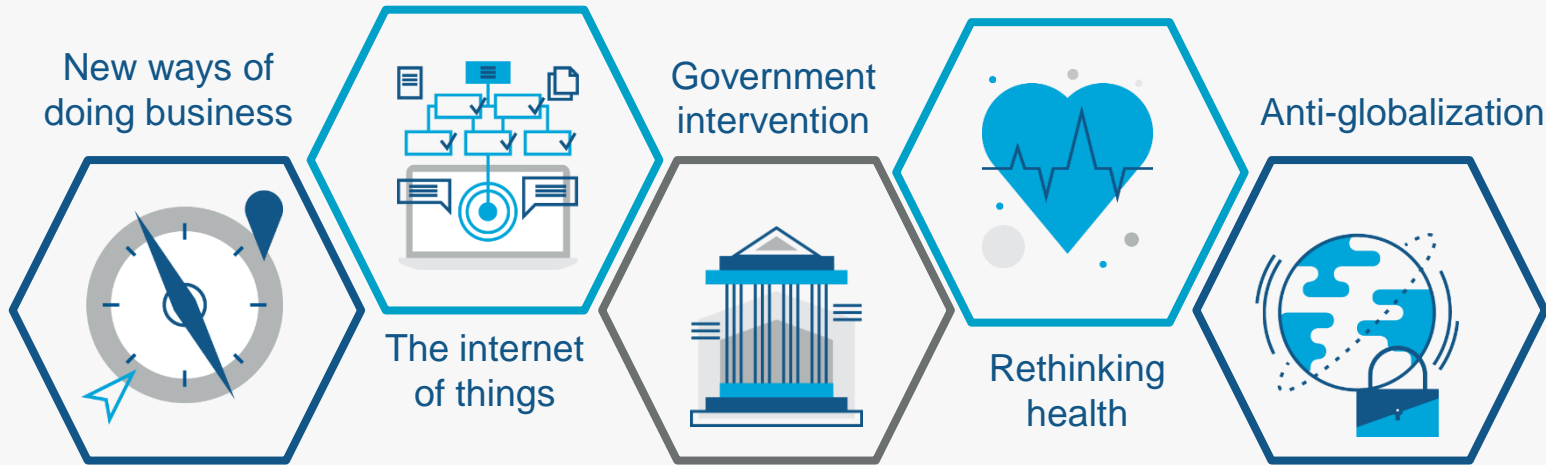 New ways of
doing business
The internet
of things
Government
intervention
Rethinking
health
Anti-globalization